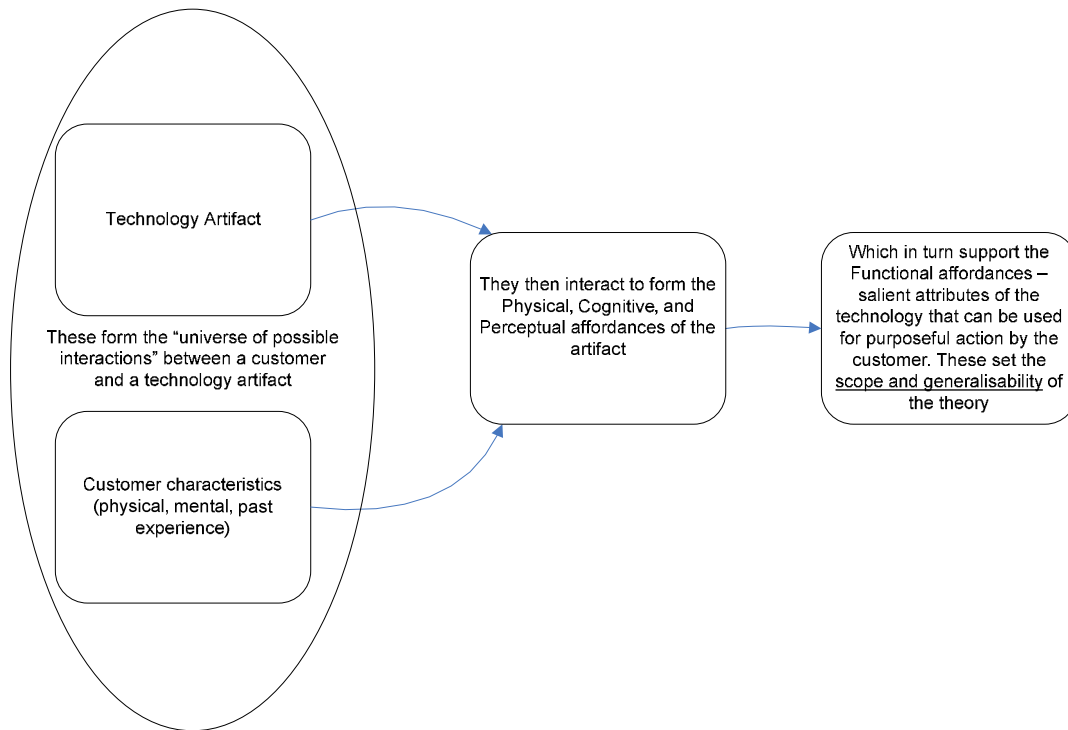 Technology Artifact
These form the “universe of possible
interactions” between a customer
and a technology artifact
Customer characteristics
(physical, mental, past
experience)
They then interact to form the
Physical, Cognitive, and
Perceptual affordances of the
artifact
Which in turn support the
Functional affordances –
salient attributes of the
technology that can be used
for purposeful action by the
customer. These set the
scope and generalisability of
the theory